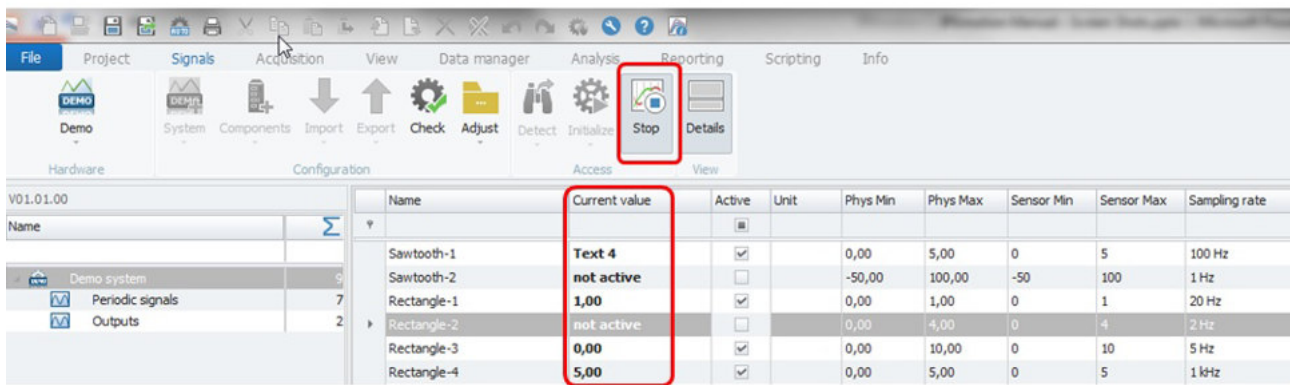 File Project Signals Acquisition View Data manager Analysis Reporting Scripting Info
DEMO
Demo System Components Import Export Check Adjust Detect Initialize Stop Details
Hardware Configuration Access View
V01.01.00
Name
Demo system 9
Periodic signals 7
Outputs 2
Name Current value Active Unit Phys Min Phys Max Sensor Min Sensor Max Sampling rate
Sawtooth-1 Text 4 0,00 5,00 0 5 100 Hz
Sawtooth-2 not active -50,00 100,00 -50 100 1 Hz
Rectangle-1 1,00 0,00 1,00 0 1 20 Hz
Rectangle-2 not active 0,00 4,00 0 4 2 Hz
Rectangle-3 0,00 0,00 10,00 0 10 5 Hz
Rectangle-4 5,00 0,00 5,00 0 5 1 kHz